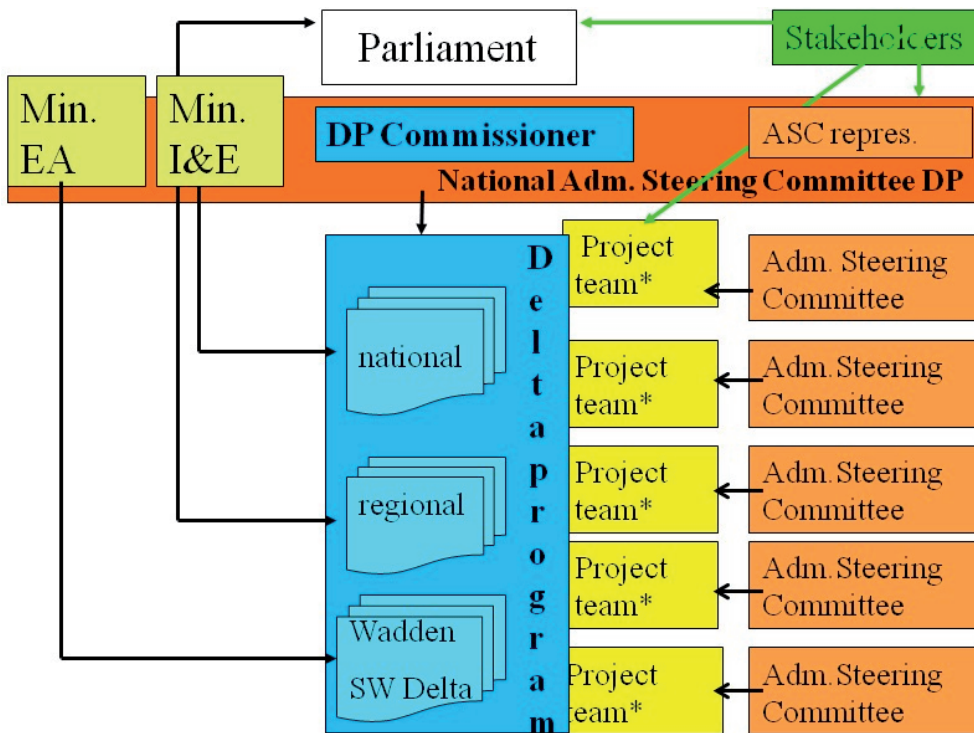 Parliament
Stakeholders
Min.
EA
Min.
I&E
DP Commissioner
ASC repres.
National Adm. Steering Committee DP
Deltaprogram
national
regional
Wadden
SW Delta
Project
team*
Adm. Steering
Committee
Project
team*
Adm. Steering
Committee
Project
team*
Adm. Steering
Committee
Project
team*
Adm. Steering
Committee
Project
team*
Adm. Steering
Committee